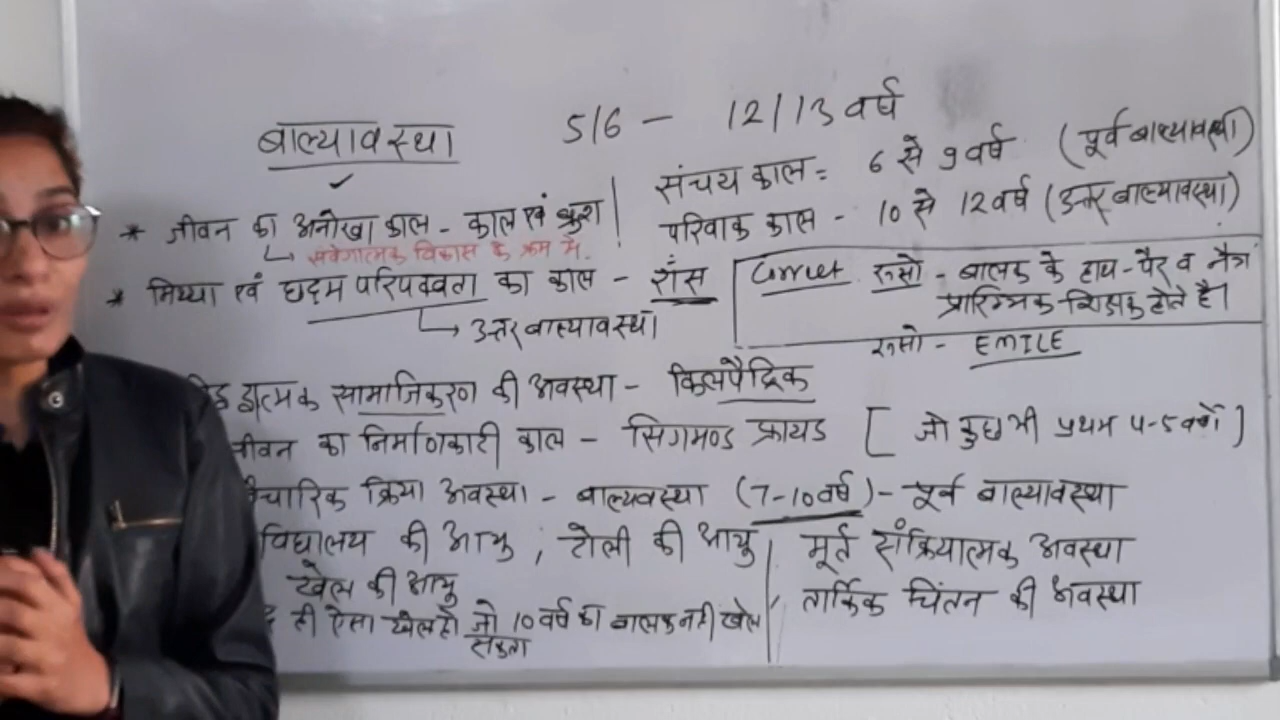 बाल्यावस्था 5/6 - 12/13 वर्ष
संचय काल = 6 से 9 वर्ष (पूर्व बाल्यावस्था)
* जीवन का अनोखा काल - काल एवं ब्रुश
परिवाक काल - 10 से 12 वर्ष (उत्तर बाल्यावस्था)
संवेगात्मक विकास के क्रम में.
* मिथ्या एवं छदम परिपक्वता का काल - रॉस
उत्तर बाल्यावस्था
Correct रूसो - बालक के हाथ-पैर व नैत्र
प्रारम्भिक शिक्षक होते है।
रूसो - EMILE
सामाजिकरण की अवस्था - किलपैट्रिक
जीवन का निर्माणकारी काल - सिगमण्ड फ्रायड [ जो कुछ भी प्रथम 4-5 वर्षो ]
वैचारिक क्रिया अवस्था - बाल्यवस्था (7-10 वर्ष) - पूर्व बाल्यावस्था
विद्यालय की आयु ; टोली की आयु
खेल की आयु
ही ऐसा खेल हो जो 10 वर्ष का बालक नही खेल
सकता
मूर्त संक्रियात्मक अवस्था
तार्किक चिंतन की अवस्था